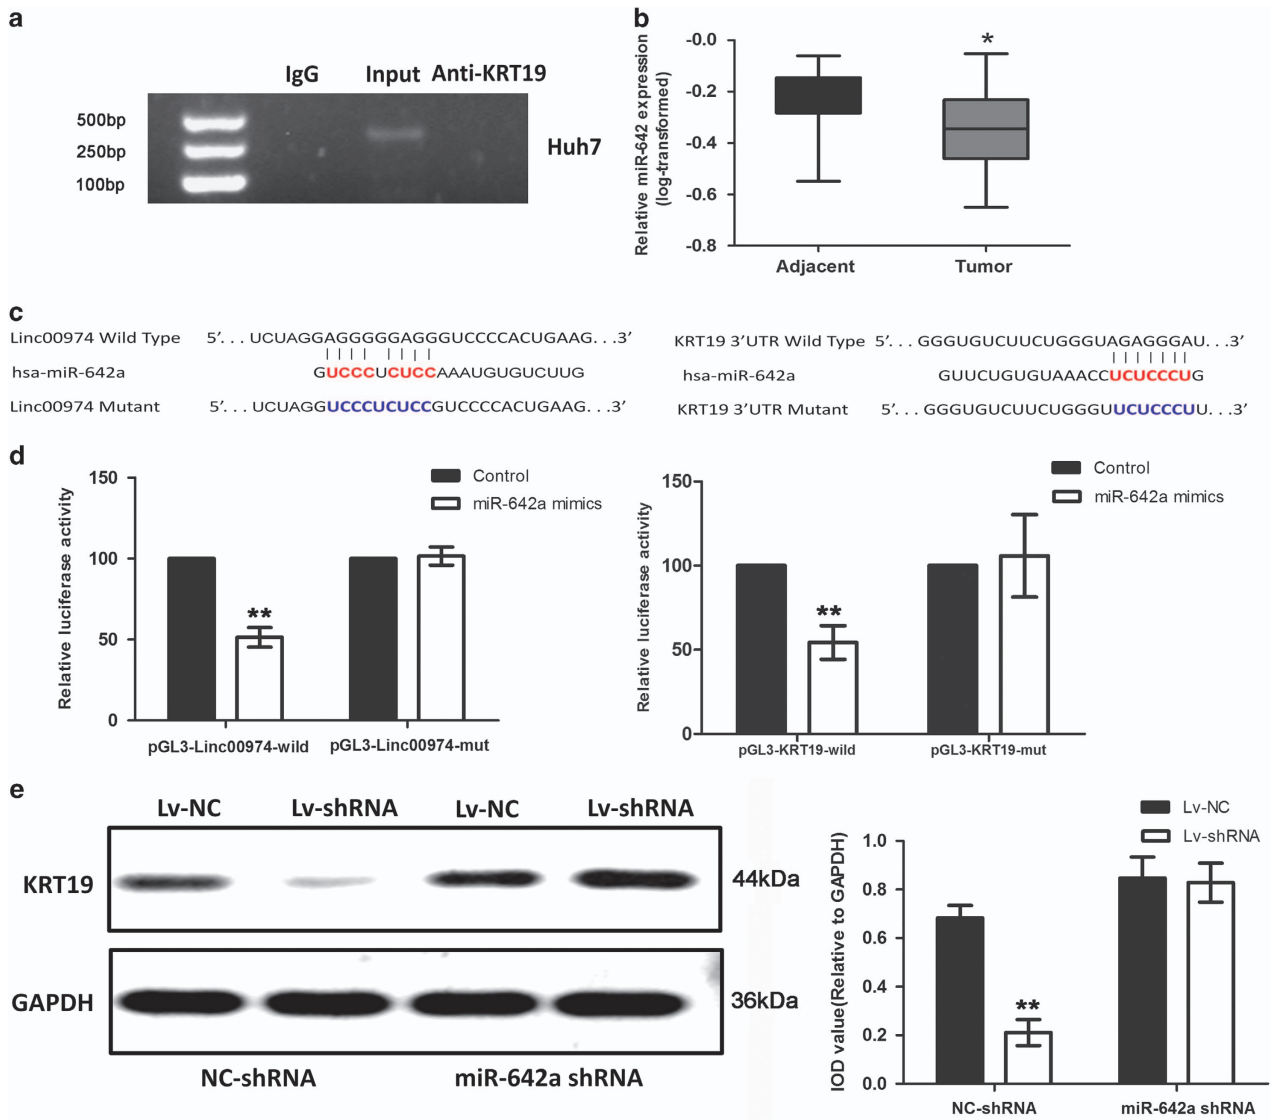 a
IgG Input Anti-KRT19
500bp
250bp
100bp
Huh7
b
Relative miR-642 expression
(log-transformed)
-0.0
-0.2
-0.4
-0.6
-0.8
*
Adjacent Tumor
c
Linc00974 Wild Type 5′. . . UCUAGGAGGGGGAGGGUCCCCACUGAAG. . .3′
hsa-miR-642a GUCCCUCUCCAAAUGUGUCUUG
Linc00974 Mutant 5′. . . UCUAGGUCCCUCUCCGUCCCCACUGAAG. . .3′
KRT19 3′UTR Wild Type 5′. . . GGGUGUCUUCUGGGUAGAGGGAU. . .3′
hsa-miR-642a GUUCUGUGUAAACCUCUCCCUG
KRT19 3′UTR Mutant 5′. . . GGGUGUCUUCUGGGUUCUCCCUU. . .3′
d
Relative luciferase activity
150
100
50
0
Control
miR-642a mimics
**
pGL3-Linc00974-wild pGL3-Linc00974-mut
Relative luciferase activity
150
100
50
0
Control
miR-642a mimics
**
pGL3-KRT19-wild pGL3-KRT19-mut
e
Lv-NC Lv-shRNA Lv-NC Lv-shRNA
KRT19 44kDa
GAPDH 36kDa
NC-shRNA miR-642a shRNA
IOD value(Relative to GAPDH)
1.0
0.8
0.6
0.4
0.2
0.0
Lv-NC
Lv-shRNA
**
NC-shRNA miR-642a shRNA